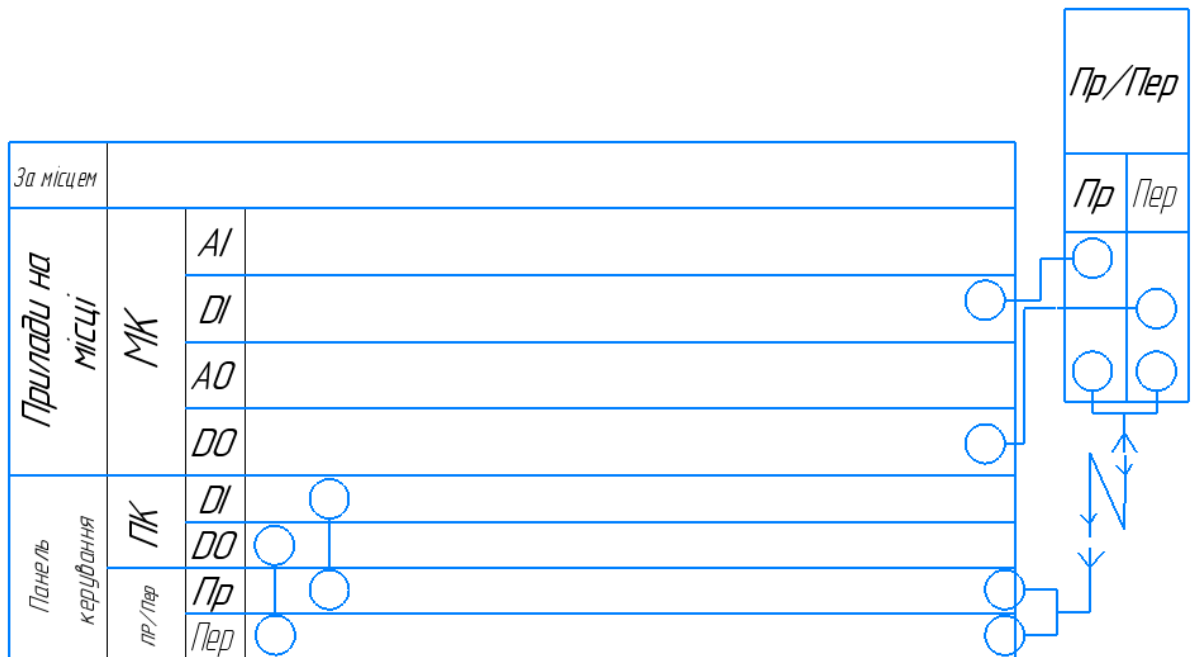 Пр/Пер
Пр
Пер
За місцем
Прилади на
місці
МК
AI
DI
AO
DO
Панель
керування
ПК
DI
DO
ПР/Пер
Пр
Пер